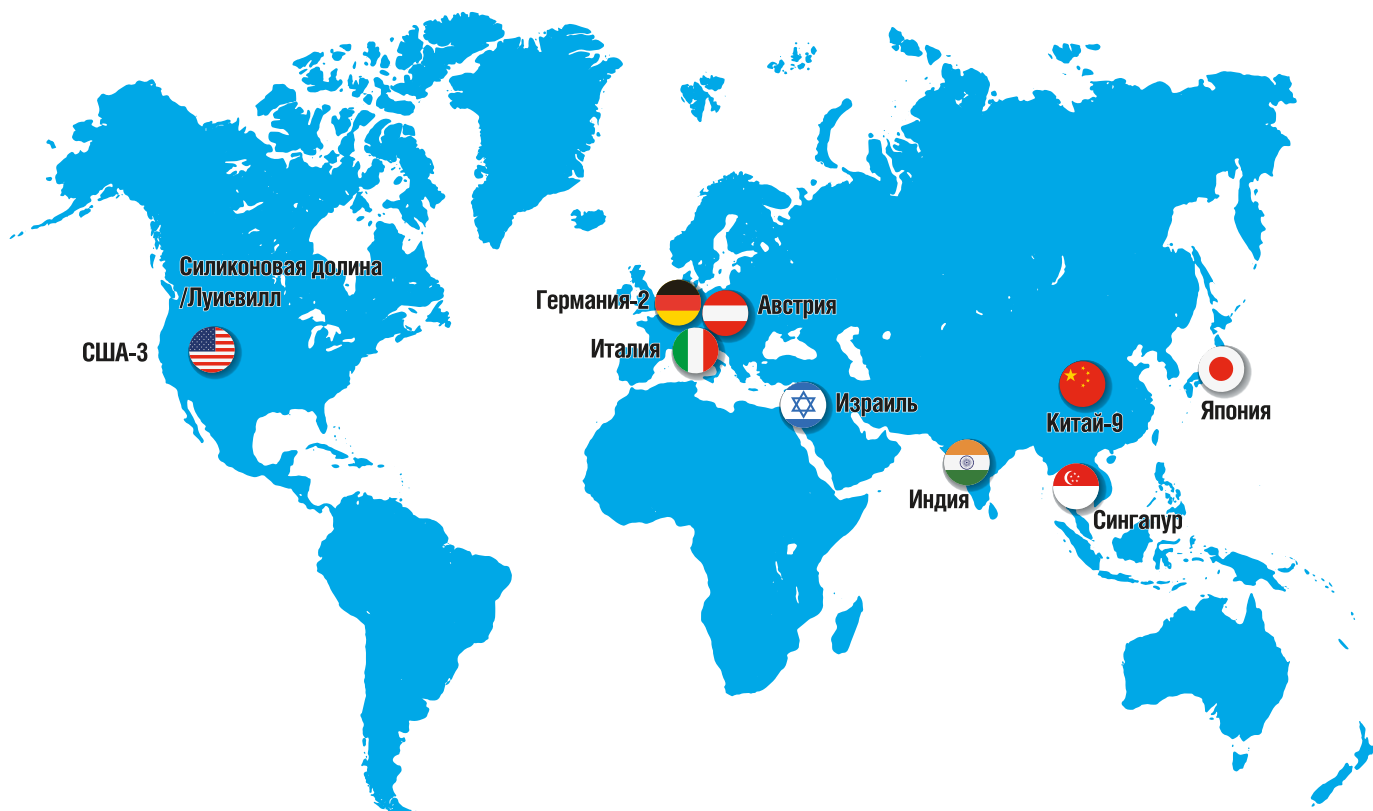 Силиконовая долина
/Луисвилл
США-3
Германия-2
Австрия
Италия
Израиль
Китай-9
Япония
Индия
Сингапур